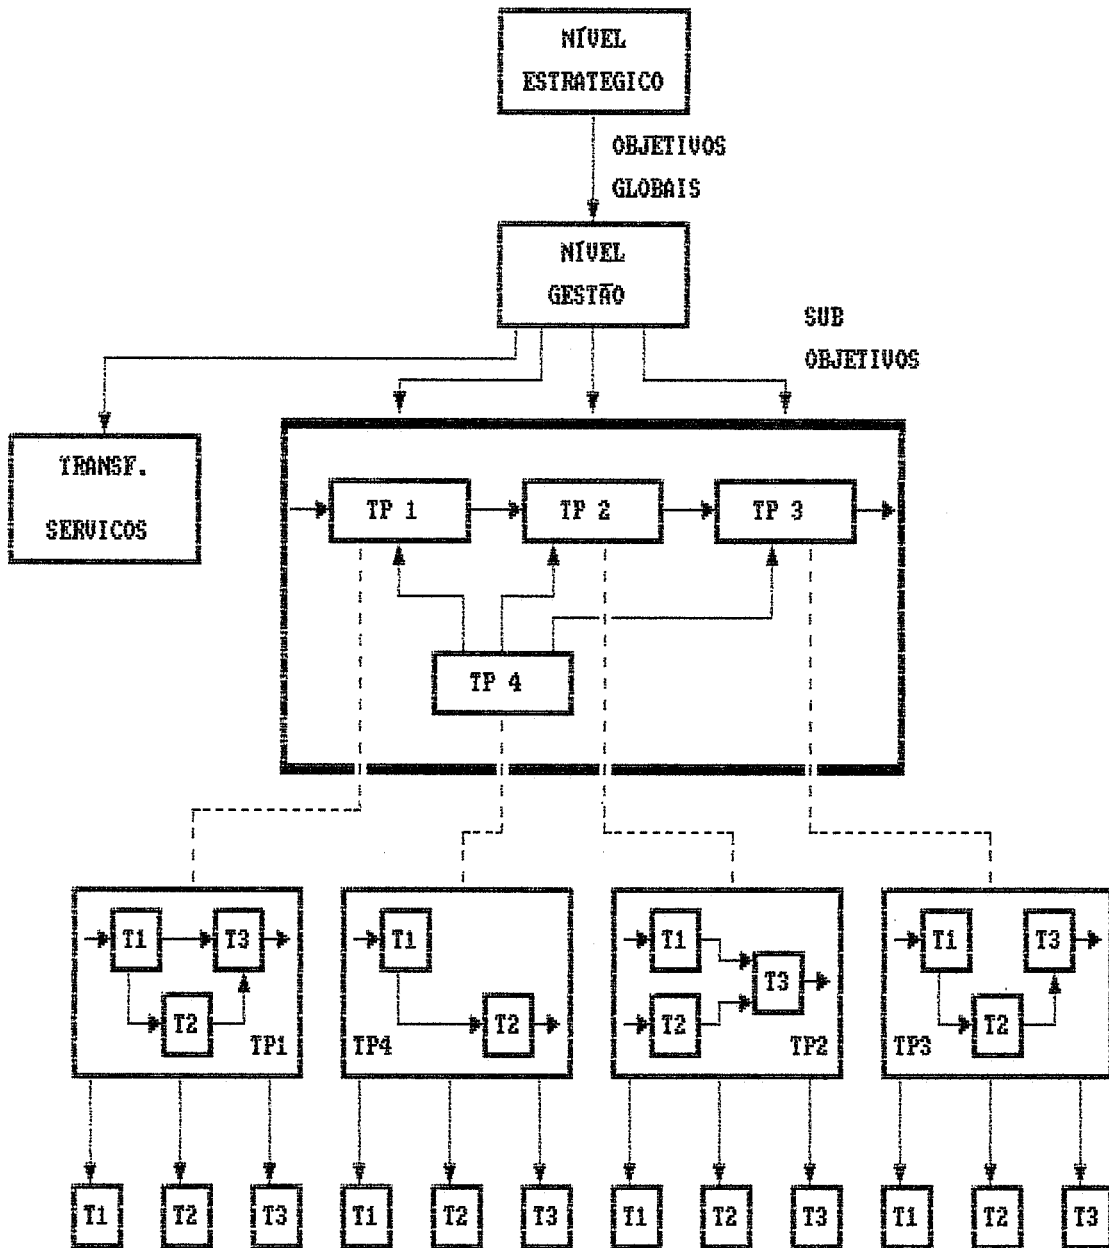 NÍVEL
ESTRATEGICO
OBJETIVOS
GLOBAIS
NÍVEL
GESTÃO
SUB
OBJETIVOS
TRANSF.
SERVICOS
TP 1
TP 2
TP 3
TP 4
T1
T3
T2
TP1
T1
T2
TP4
T1
T3
T2
TP2
T1
T3
T2
TP3
T1
T2
T3
T1
T2
T3
T1
T2
T3
T1
T2
T3